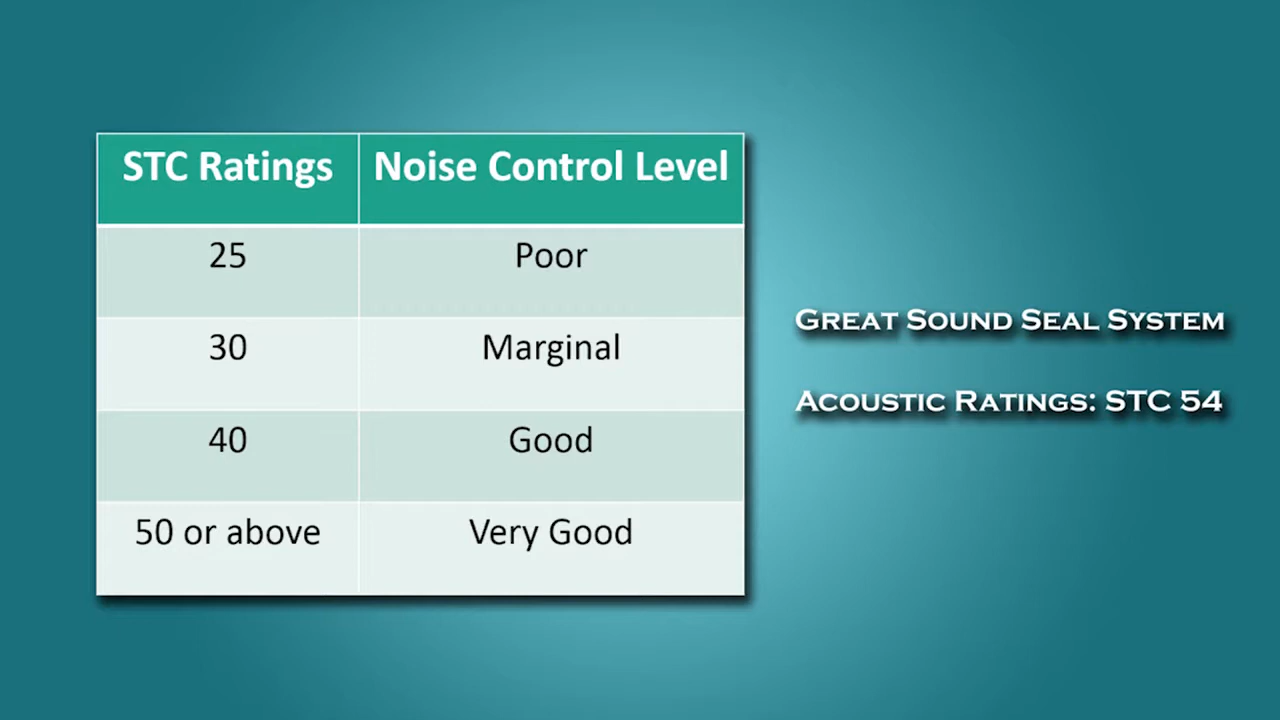 STC Ratings Noise Control Level
25 Poor
30 Marginal
40 Good
50 or above Very Good
Great Sound Seal System
Acoustic Ratings: STC 54